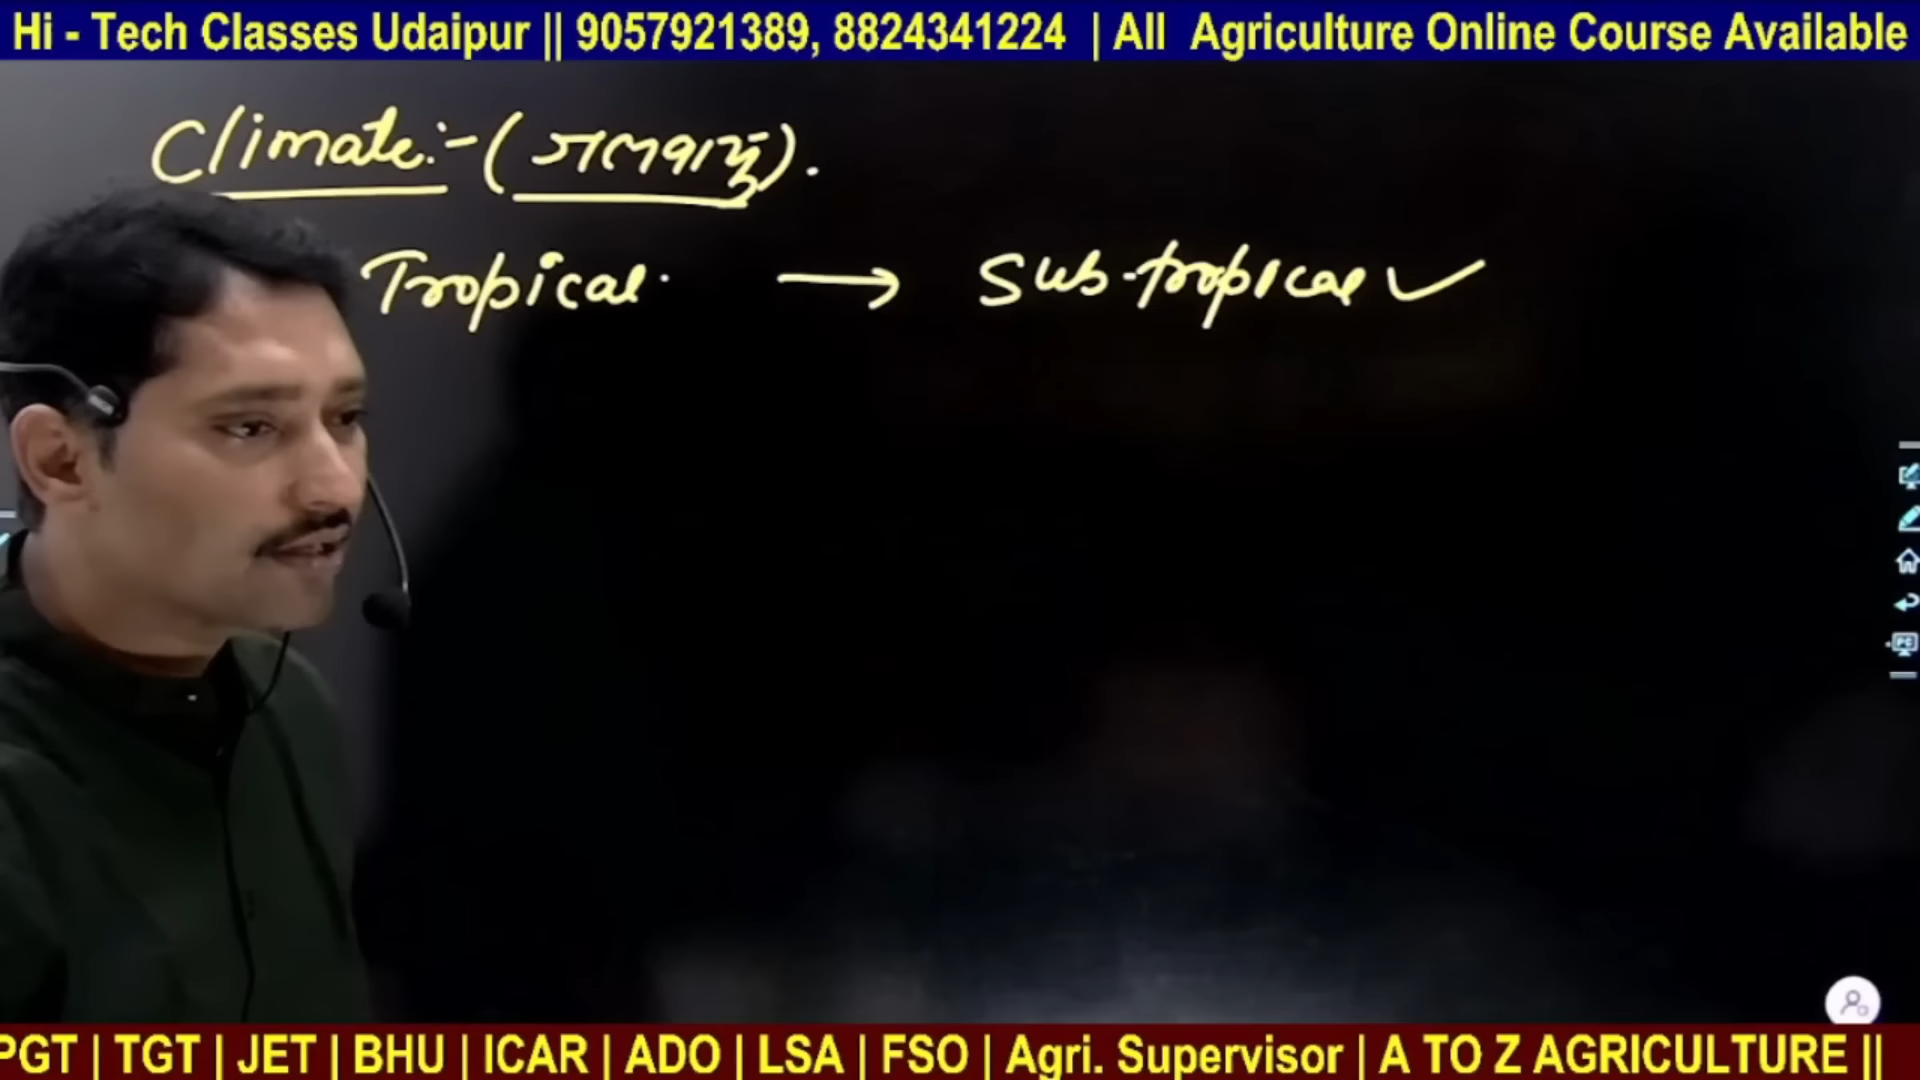 Hi - Tech Classes Udaipur || 9057921389, 8824341224 | All Agriculture Online Course Available
Climate:- (जलवायु).
Tropical. → Sub-tropical ✓
PGT | TGT | JET | BHU | ICAR | ADO | LSA | FSO | Agri. Supervisor | A TO Z AGRICULTURE ||